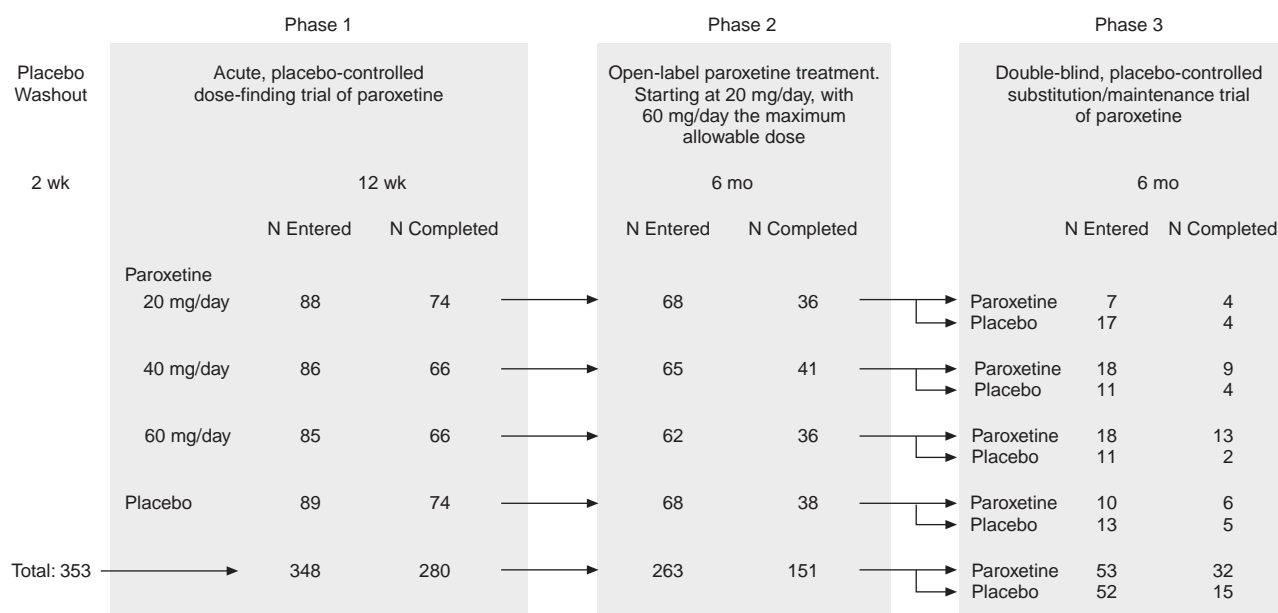 Phase 1 Phase 2 Phase 3
Placebo
Washout
Acute, placebo-controlled
dose-finding trial of paroxetine
Open-label paroxetine treatment.
Starting at 20 mg/day, with
60 mg/day the maximum
allowable dose
Double-blind, placebo-controlled
substitution/maintenance trial
of paroxetine
2 wk 12 wk 6 mo 6 mo
N Entered N Completed N Entered N Completed N Entered N Completed
Paroxetine
20 mg/day 88 74 68 36 Paroxetine 7 4
Placebo 17 4
40 mg/day 86 66 65 41 Paroxetine 18 9
Placebo 11 4
60 mg/day 85 66 62 36 Paroxetine 18 13
Placebo 11 2
Placebo 89 74 68 38 Paroxetine 10 6
Placebo 13 5
Total: 353 348 280 263 151 Paroxetine 53 32
Placebo 52 15